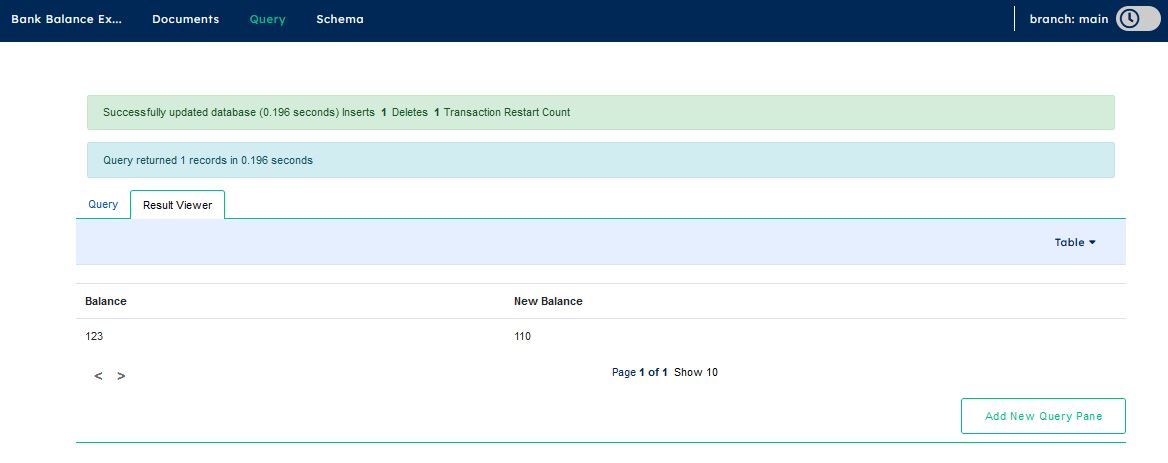 Bank Balance Ex... Documents Query Schema branch: main
Successfully updated database (0.196 seconds) Inserts 1 Deletes 1 Transaction Restart Count
Query returned 1 records in 0.196 seconds
Query Result Viewer
Table
Balance New Balance
123 110
< > Page 1 of 1 Show 10
Add New Query Pane